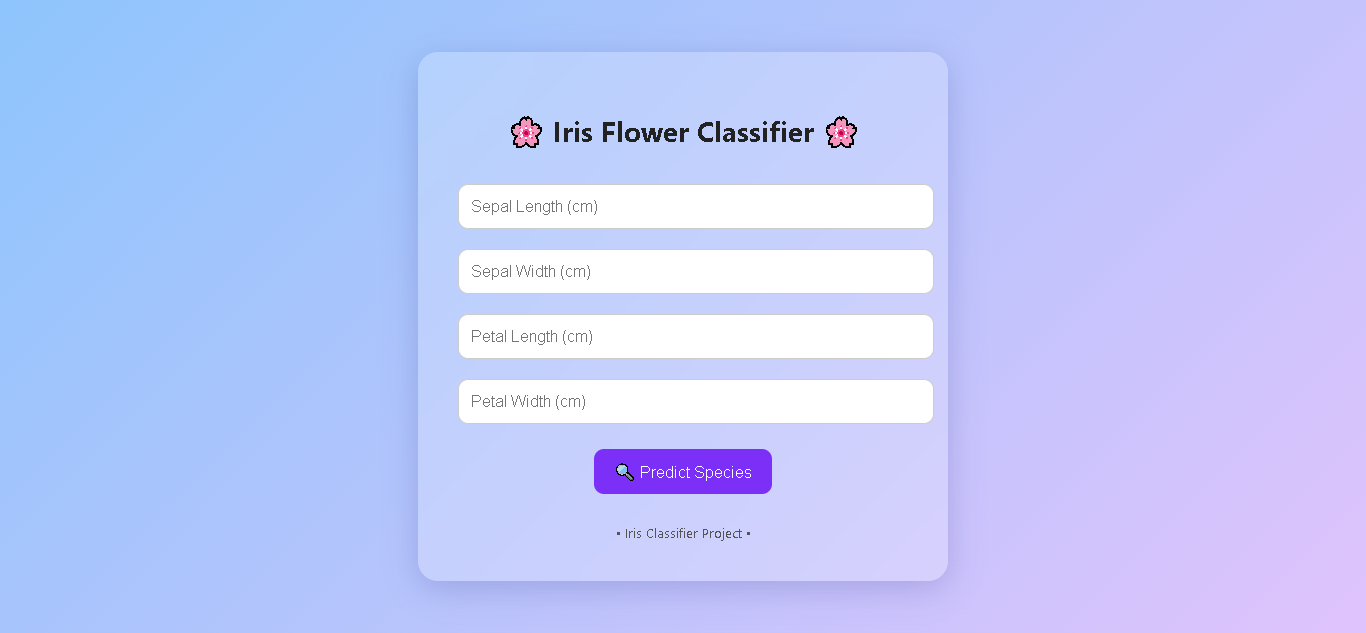 🌸 Iris Flower Classifier 🌸
Sepal Length (cm)
Sepal Width (cm)
Petal Length (cm)
Petal Width (cm)
🔍 Predict Species
• Iris Classifier Project •